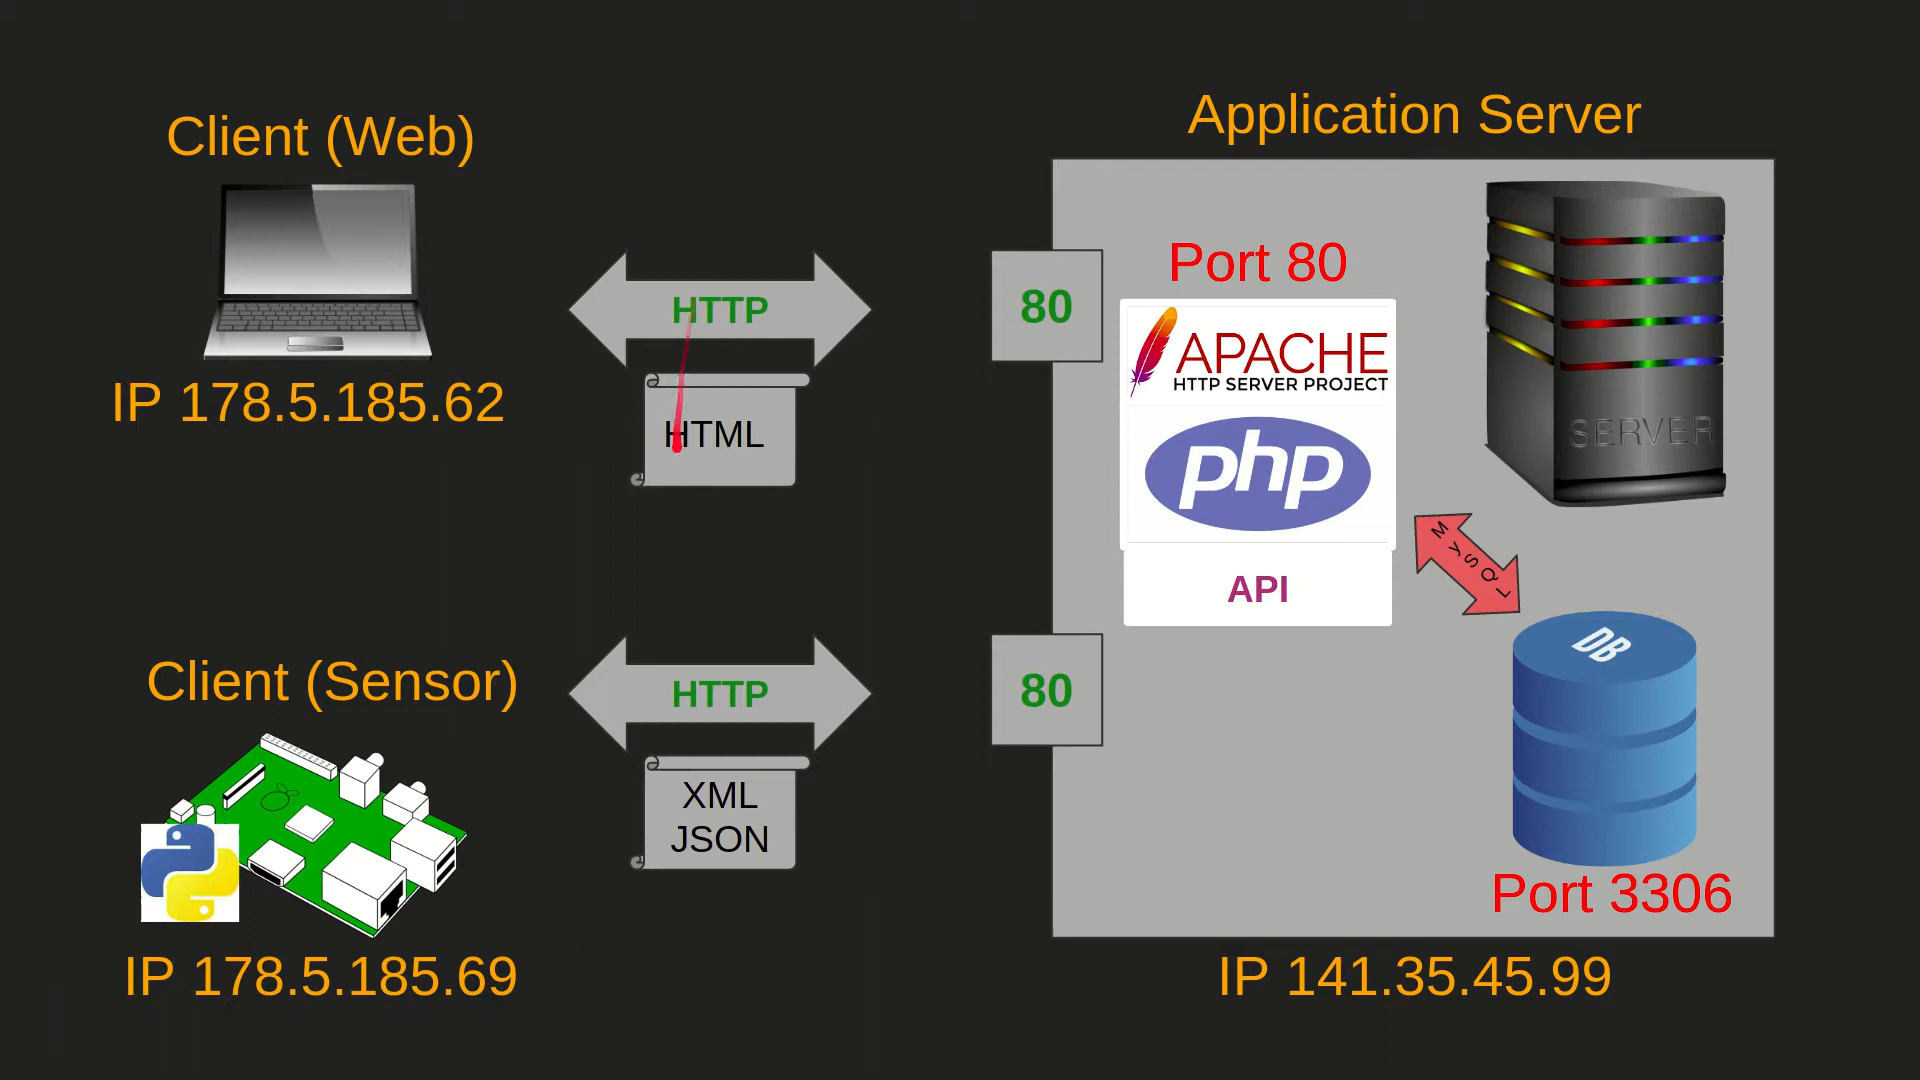 Client (Web)
IP 178.5.185.62
HTTP
HTML
Client (Sensor)
IP 178.5.185.69
HTTP
XML
JSON
Application Server
80
Port 80
APACHE
HTTP SERVER PROJECT
php
API
SERVER
MySQL
80
DB
Port 3306
IP 141.35.45.99